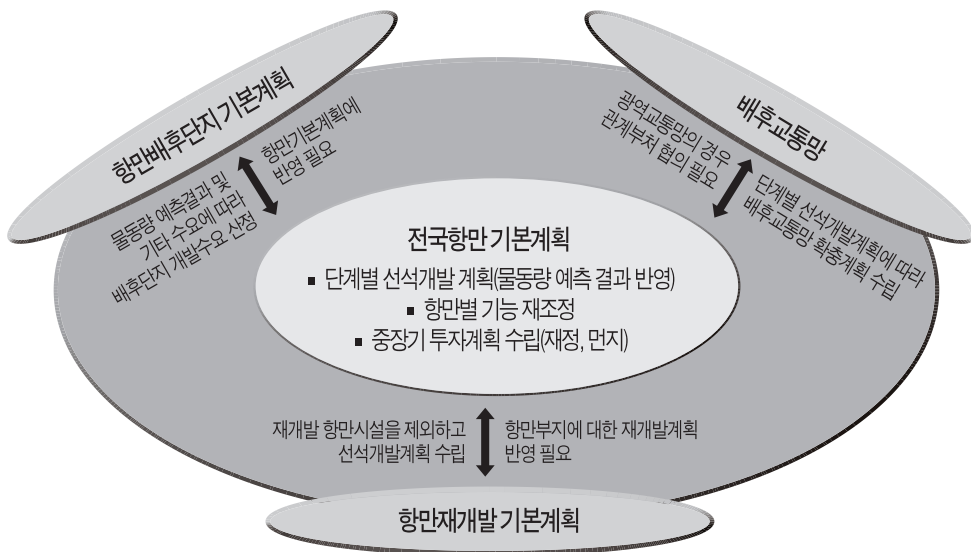 항만배후단지 기본계획
항만기본계획에
반영 필요
물동량 예측결과 및
기타 수요에 따라
배후단지 개발수요 산정
배후교통망
광역교통망의 경우
관계부처 협의 필요
단계별 선석개발계획에 따라
배후교통망 확충계획 수립
전국항만 기본계획
▪ 단계별 선석개발 계획(물동량 예측 결과 반영)
▪ 항만별 기능 재조정
▪ 중장기 투자계획 수립(재정, 먼지)
재개발 항만시설을 제외하고
선석개발계획 수립
항만부지에 대한 재개발계획
반영 필요
항만재개발 기본계획